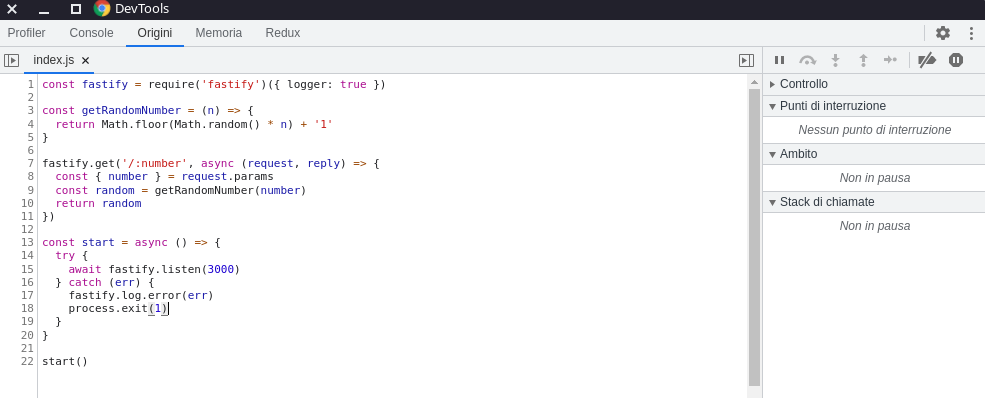 DevTools
Profiler Console Origini Memoria Redux
index.js
1 const fastify = require('fastify')({ logger: true })
2
3 const getRandomNumber = (n) => {
4   return Math.floor(Math.random() * n) + '1'
5 }
6
7 fastify.get('/:number', async (request, reply) => {
8   const { number } = request.params
9   const random = getRandomNumber(number)
10   return random
11 })
12
13 const start = async () => {
14   try {
15     await fastify.listen(3000)
16   } catch (err) {
17     fastify.log.error(err)
18     process.exit(1)
19   }
20 }
21
22 start()
Controllo
Punti di interruzione
Nessun punto di interruzione
Ambito
Non in pausa
Stack di chiamate
Non in pausa